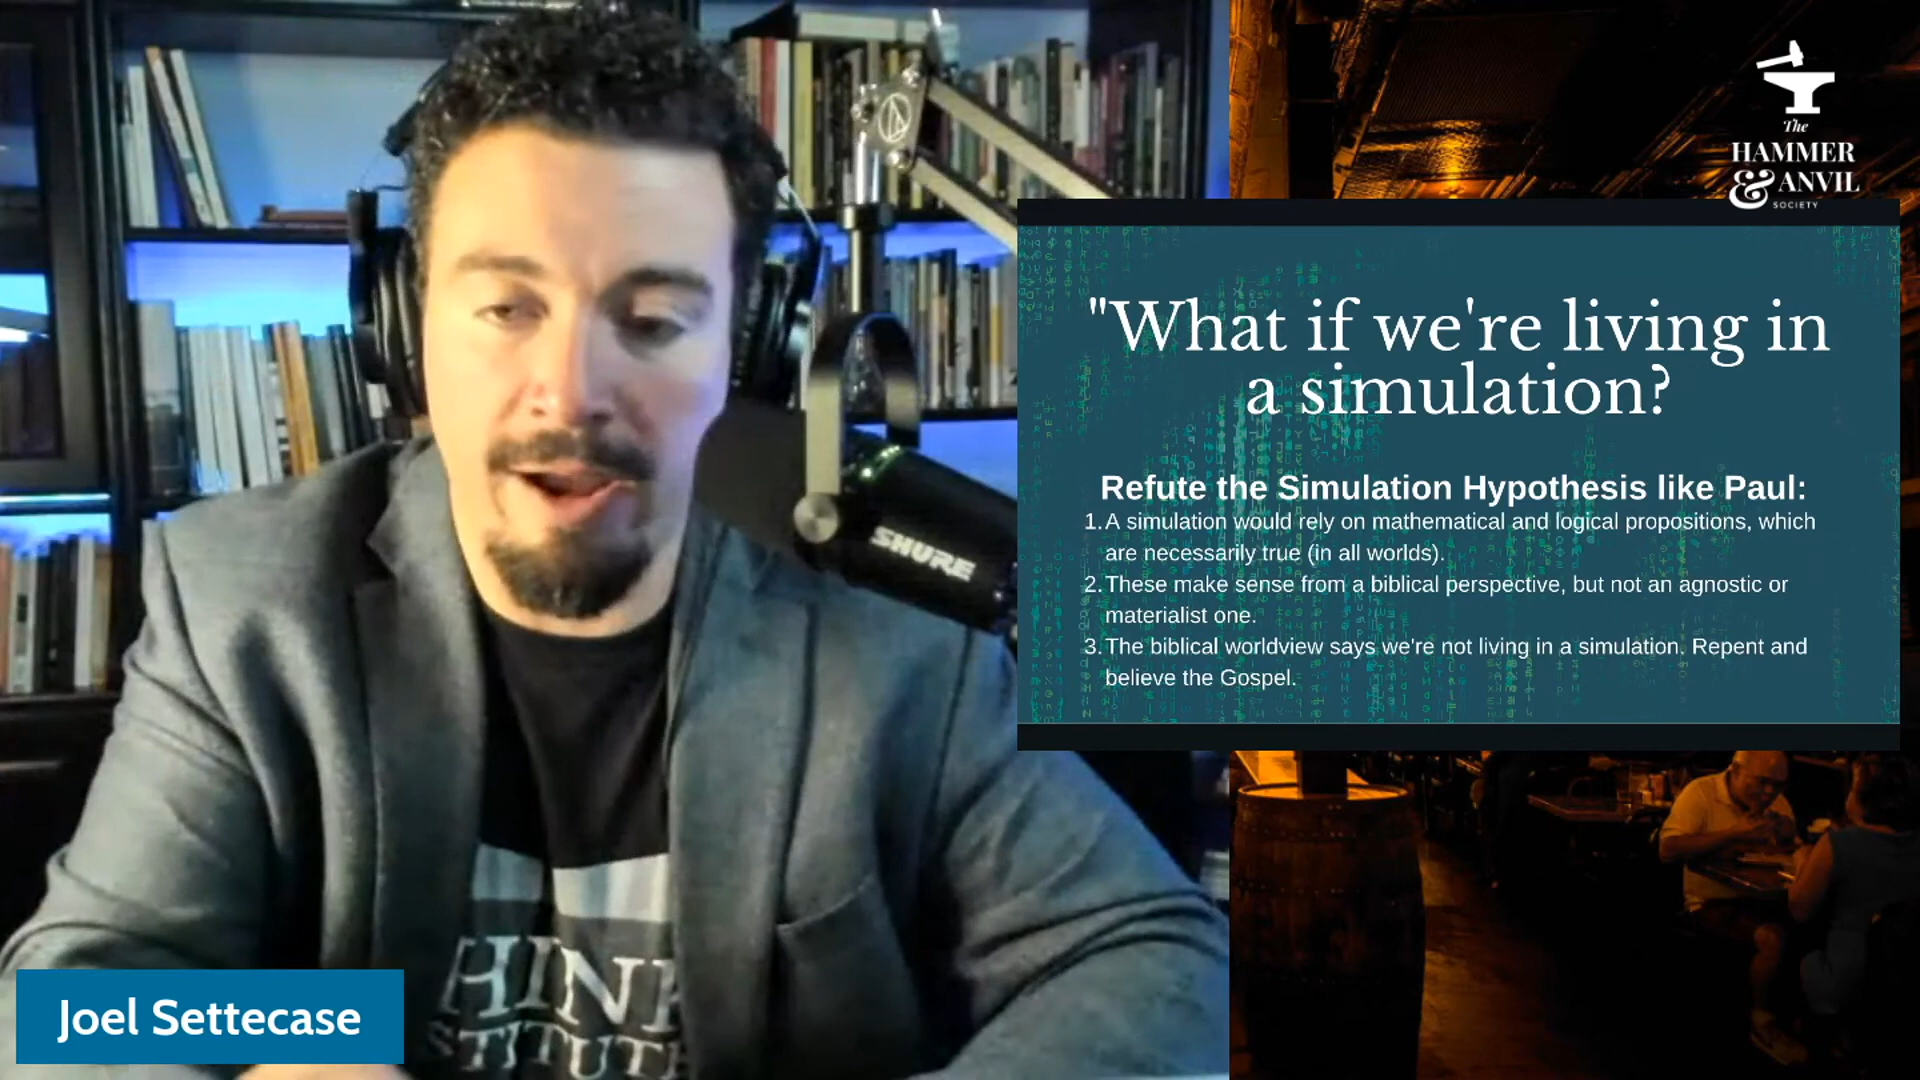 The
HAMMER
& ANVIL
SOCIETY
"What if we're living in
a simulation?
Refute the Simulation Hypothesis like Paul:
1. A simulation would rely on mathematical and logical propositions, which
are necessarily true (in all worlds).
2. These make sense from a biblical perspective, but not an agnostic or
materialist one.
3. The biblical worldview says we're not living in a simulation. Repent and
believe the Gospel.
SHURE
Joel Settecase